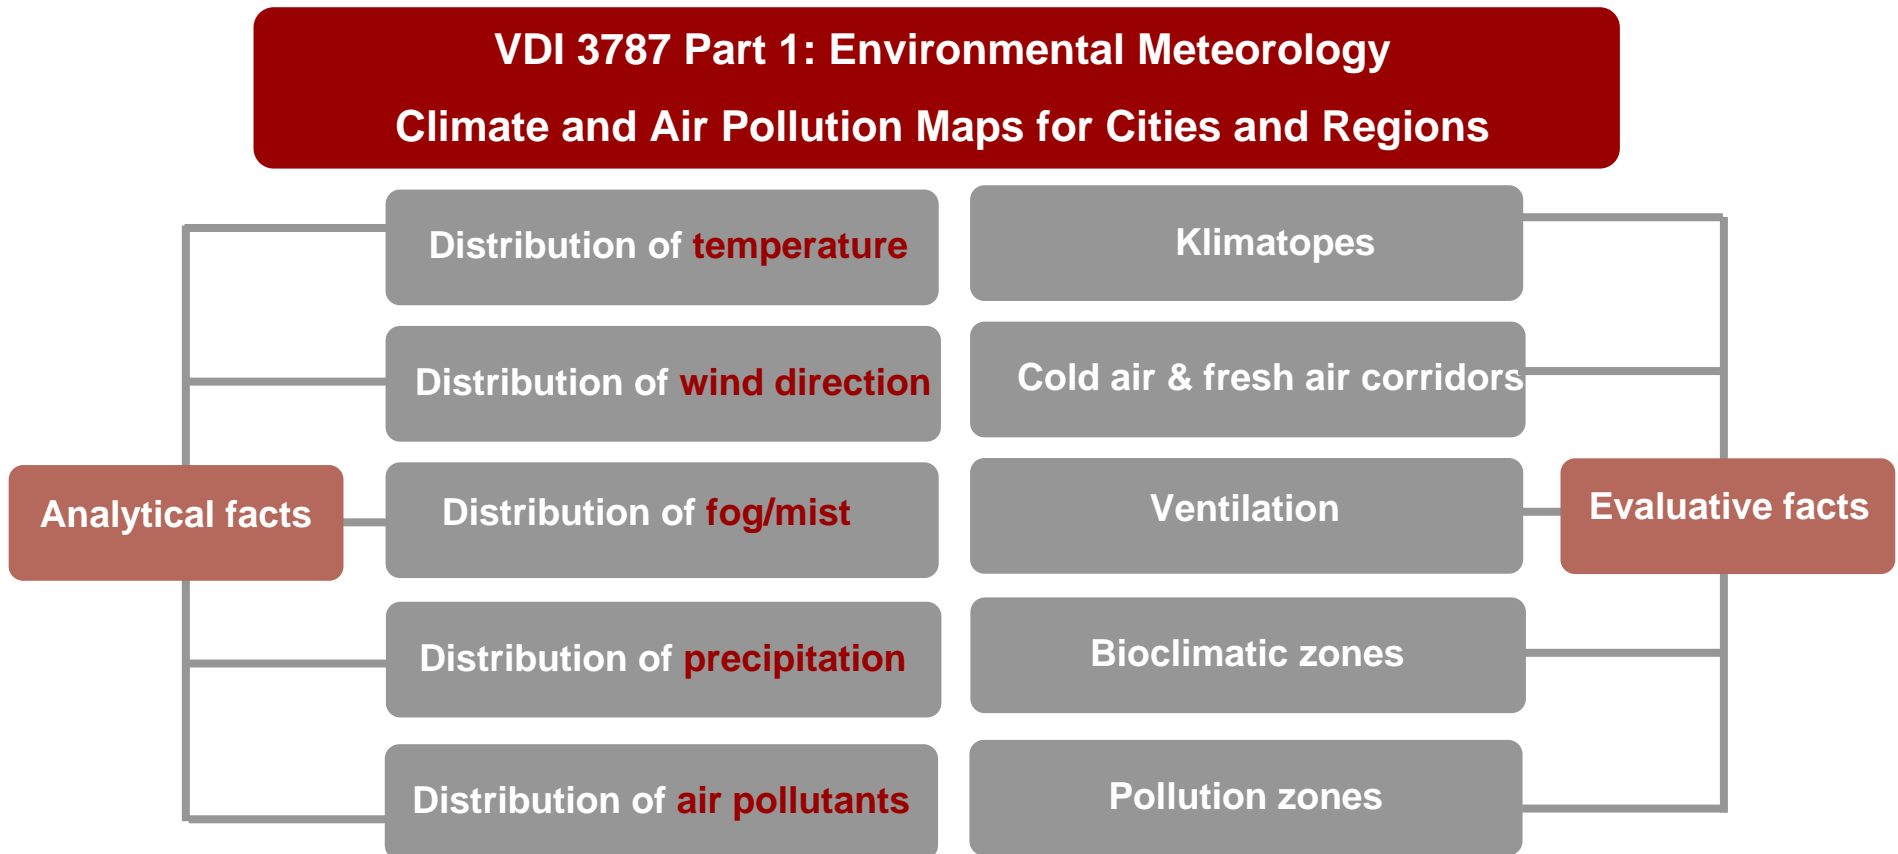 VDI 3787 Part 1: Environmental Meteorology
Climate and Air Pollution Maps for Cities and Regions
Analytical facts
Distribution of temperature
Distribution of wind direction
Distribution of fog/mist
Distribution of precipitation
Distribution of air pollutants
Klimatopes
Cold air & fresh air corridors
Ventilation
Bioclimatic zones
Pollution zones
Evaluative facts